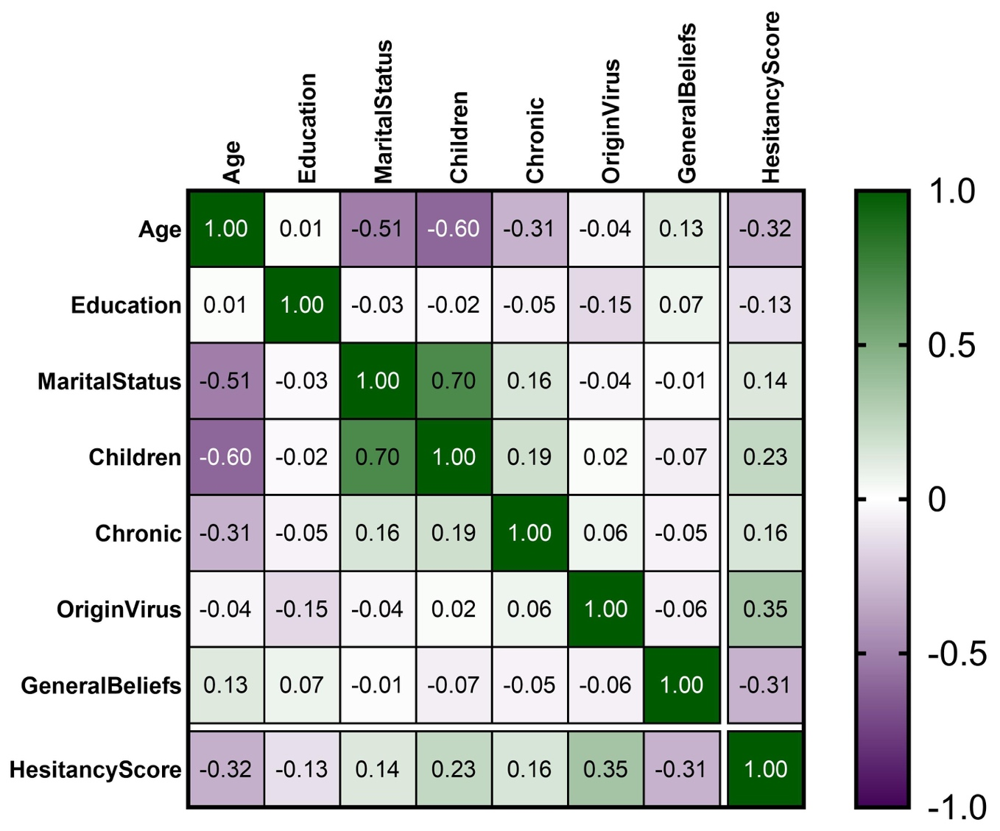 Age Education MaritalStatus Children Chronic OriginVirus GeneralBeliefs HesitancyScore
Age 1.00 0.01 -0.51 -0.60 -0.31 -0.04 0.13 -0.32
Education 0.01 1.00 -0.03 -0.02 -0.05 -0.15 0.07 -0.13
MaritalStatus -0.51 -0.03 1.00 0.70 0.16 -0.04 -0.01 0.14
Children -0.60 -0.02 0.70 1.00 0.19 0.02 -0.07 0.23
Chronic -0.31 -0.05 0.16 0.19 1.00 0.06 -0.05 0.16
OriginVirus -0.04 -0.15 -0.04 0.02 0.06 1.00 -0.06 0.35
GeneralBeliefs 0.13 0.07 -0.01 -0.07 -0.05 -0.06 1.00 -0.31
HesitancyScore -0.32 -0.13 0.14 0.23 0.16 0.35 -0.31 1.00
1.0
0.5
0
-0.5
-1.0